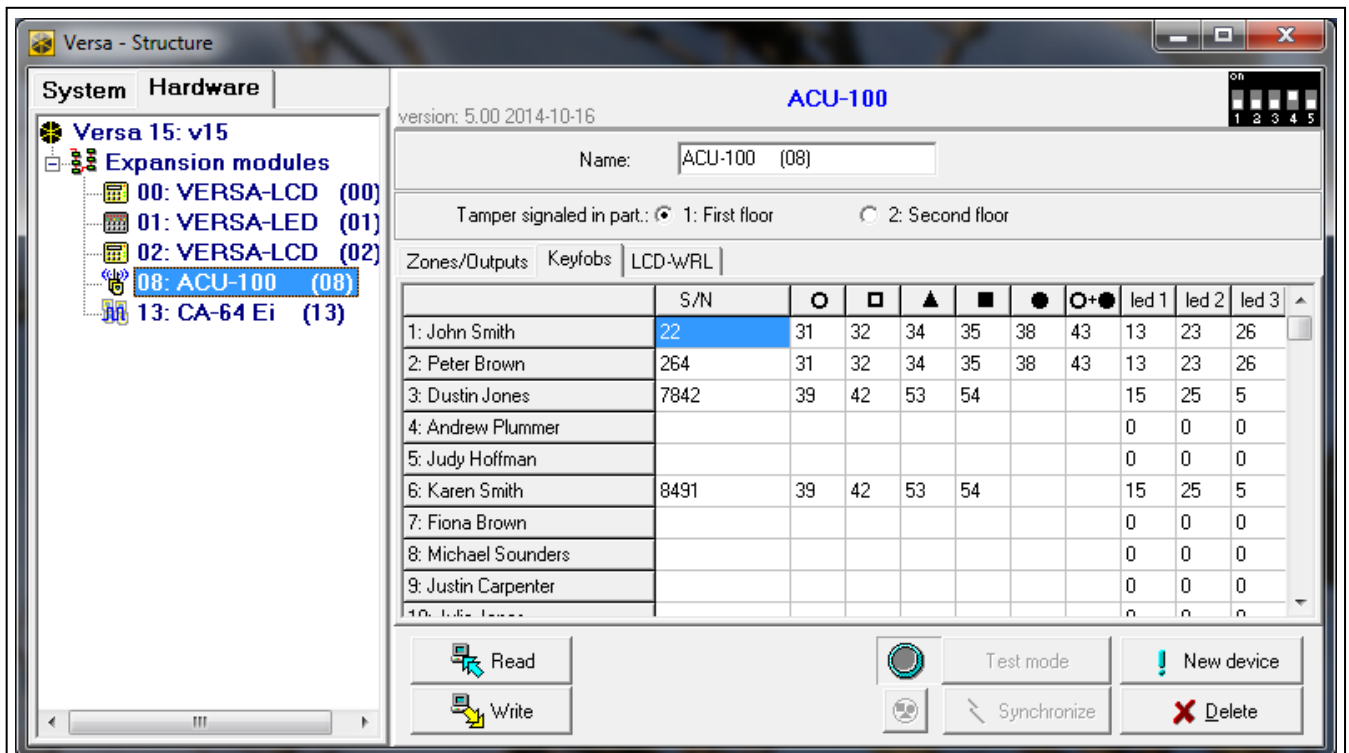 Versa - Structure
System Hardware
Versa 15: v15
Expansion modules
00: VERSA-LCD (00)
01: VERSA-LED (01)
02: VERSA-LCD (02)
08: ACU-100 (08)
13: CA-64 Ei (13)
ACU-100
version: 5.00 2014-10-16
on
1 2 3 4 5
Name: ACU-100 (08)
Tamper signaled in part.: 1: First floor 2: Second floor
Zones/Outputs Keyfobs LCD-WRL
S/N O+● led 1 led 2 led 3
1: John Smith 22 31 32 34 35 38 43 13 23 26
2: Peter Brown 264 31 32 34 35 38 43 13 23 26
3: Dustin Jones 7842 39 42 53 54 15 25 5
4: Andrew Plummer 0 0 0
5: Judy Hoffman 0 0 0
6: Karen Smith 8491 39 42 53 54 15 25 5
7: Fiona Brown 0 0 0
8: Michael Sounders 0 0 0
9: Justin Carpenter 0 0 0
Read
Test mode
New device
Write
Synchronize
Delete